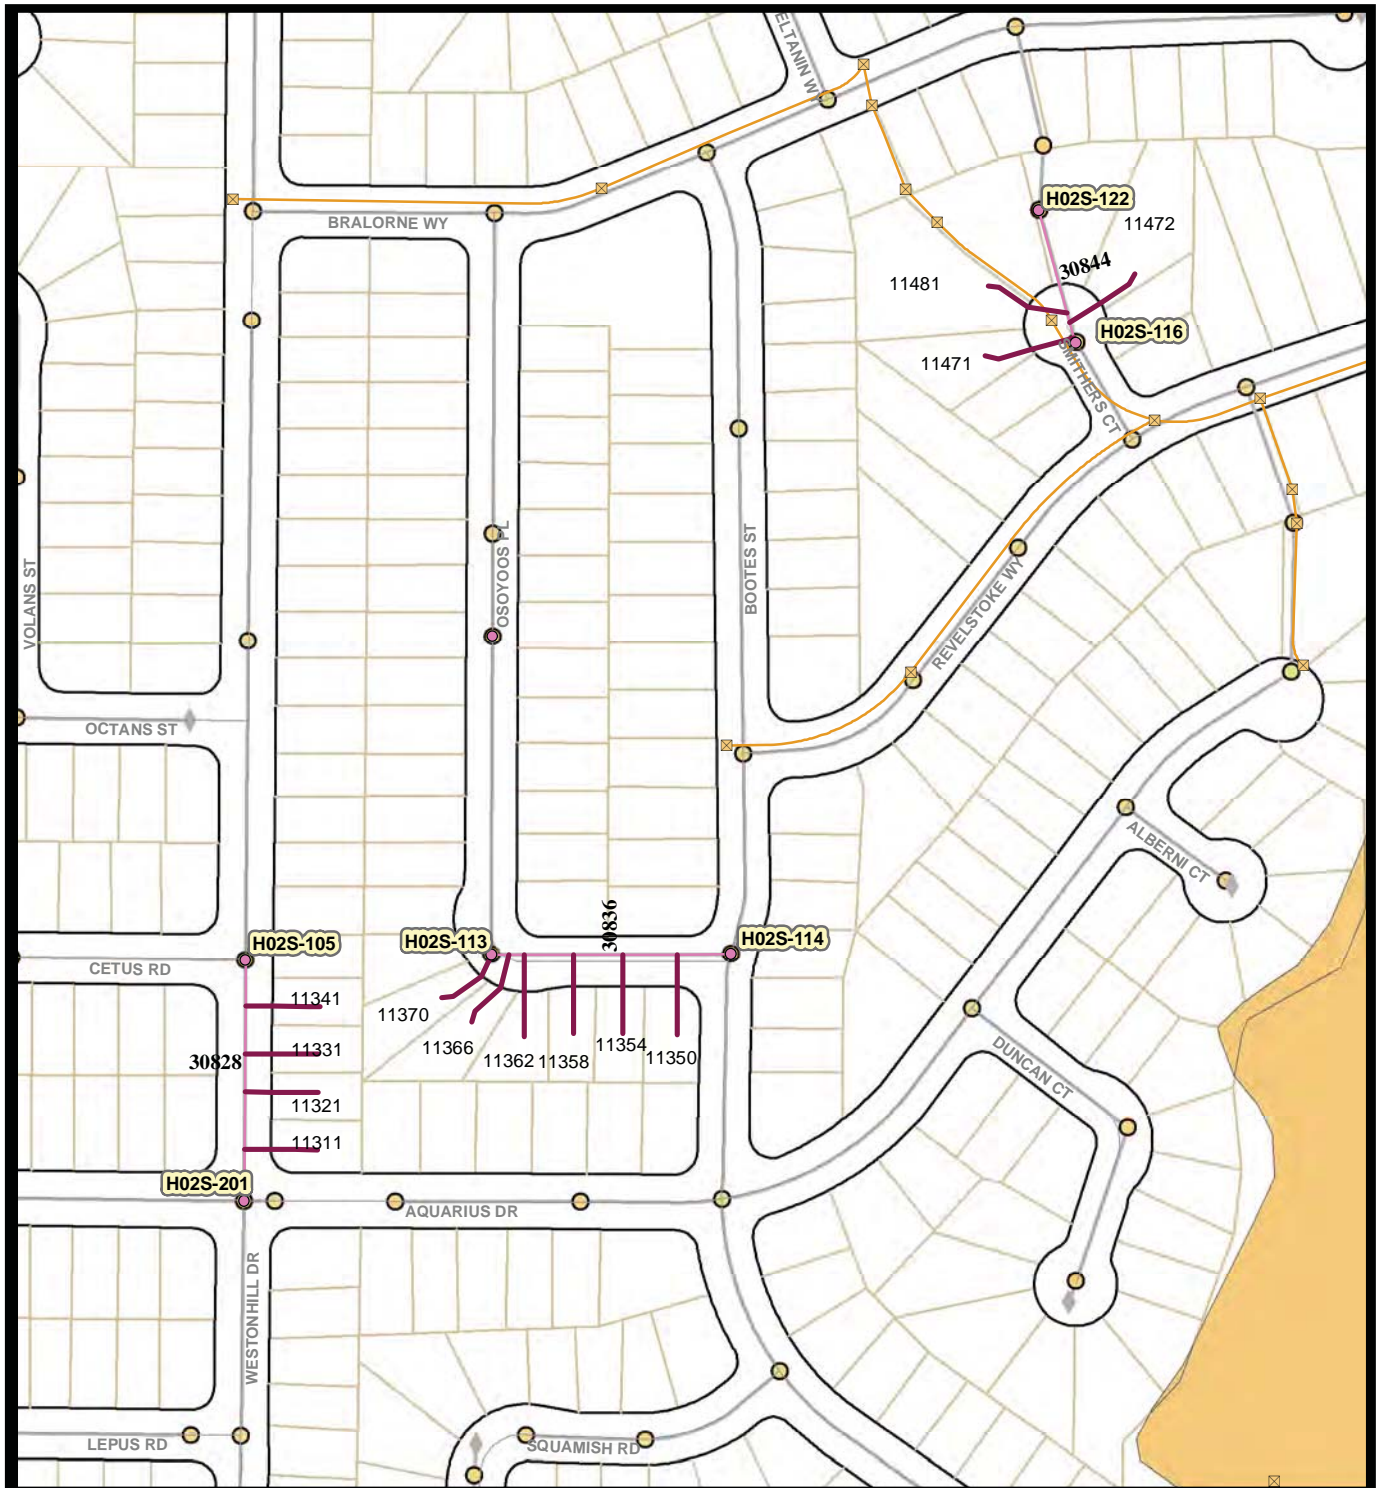 ELTANIN WY
H02S-122
11472
BRALORNE WY
30844
11481
H02S-116
11471
SMITHERS CT
OSOYOOS PL
BOOTES ST
VOLANS ST
REVELSTOKE WY
OCTANS ST
ALBERNI CT
30836
H02S-105
H02S-113
H02S-114
CETUS RD
11341
11370
11331
11366
11362
11358
11354
11350
30828
DUNCAN CT
11321
11311
H02S-201
AQUARIUS DR
WESTONHILL DR
LEPUS RD
SQUAMISH RD